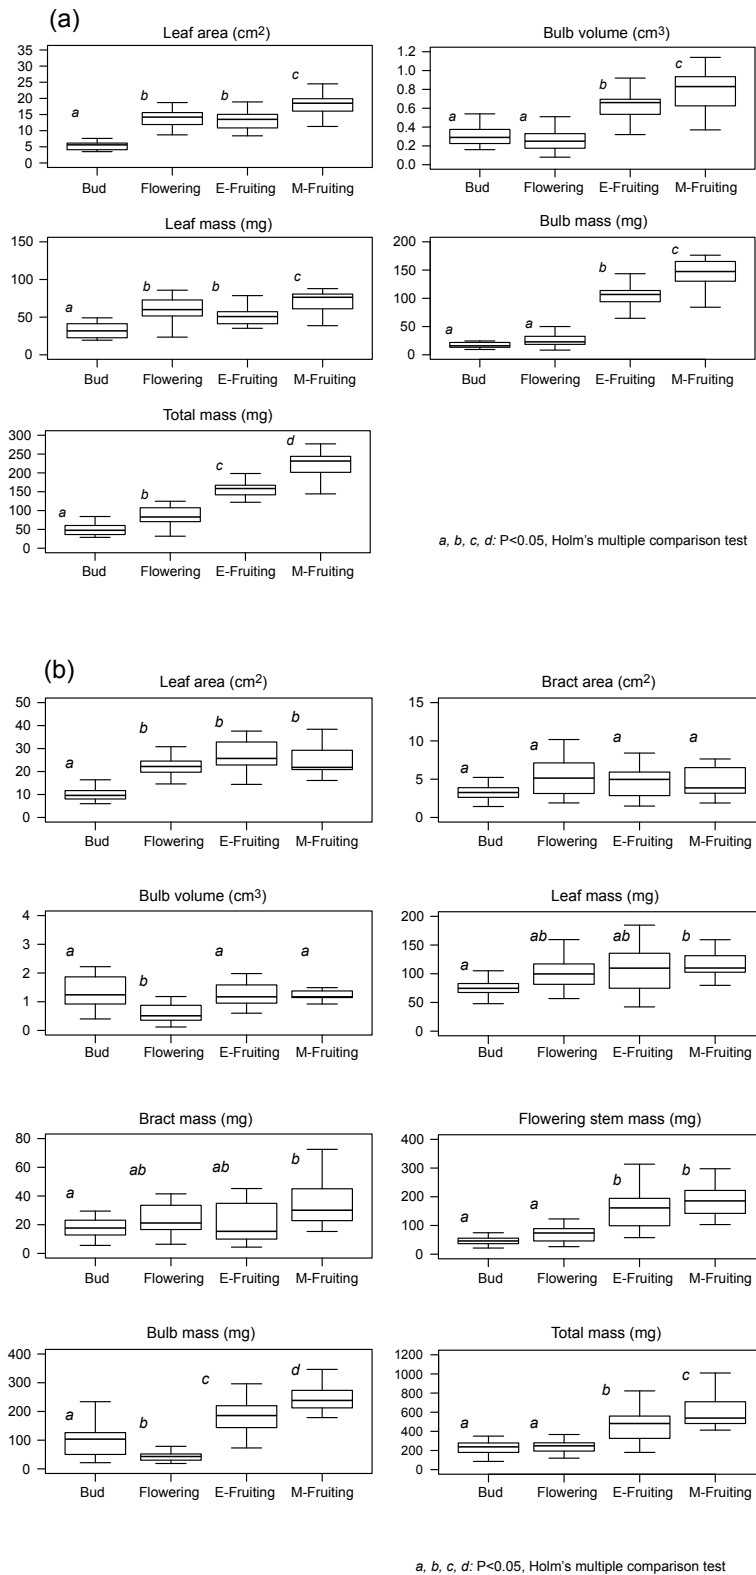 (a)
Leaf area (cm2)
35
30
25
20
15
10
5
0
a
b
b
c
Bud Flowering E-Fruiting M-Fruiting
Bulb volume (cm3)
1.2
1.0
0.8
0.6
0.4
0.2
0.0
a
a
b
c
Bud Flowering E-Fruiting M-Fruiting
Leaf mass (mg)
150
100
50
0
a
b
b
c
Bud Flowering E-Fruiting M-Fruiting
Bulb mass (mg)
200
150
100
50
0
a
a
b
c
Bud Flowering E-Fruiting M-Fruiting
Total mass (mg)
300
250
200
150
100
50
0
a
b
c
d
Bud Flowering E-Fruiting M-Fruiting
a, b, c, d: P<0.05, Holm's multiple comparison test
(b)
Leaf area (cm2)
50
40
30
20
10
0
a
b
b
b
Bud Flowering E-Fruiting M-Fruiting
Bract area (cm2)
15
10
5
0
a
a
a
a
Bud Flowering E-Fruiting M-Fruiting
Bulb volume (cm3)
4
3
2
1
0
a
b
a
a
Bud Flowering E-Fruiting M-Fruiting
Leaf mass (mg)
200
150
100
50
0
a
ab
ab
b
Bud Flowering E-Fruiting M-Fruiting
Bract mass (mg)
80
60
40
20
0
a
ab
ab
b
Bud Flowering E-Fruiting M-Fruiting
Flowering stem mass (mg)
400
300
200
100
0
a
a
b
b
Bud Flowering E-Fruiting M-Fruiting
Bulb mass (mg)
400
300
200
100
0
a
b
c
d
Bud Flowering E-Fruiting M-Fruiting
Total mass (mg)
1200
1000
800
600
400
200
0
a
a
b
c
Bud Flowering E-Fruiting M-Fruiting
a, b, c, d: P<0.05, Holm's multiple comparison test